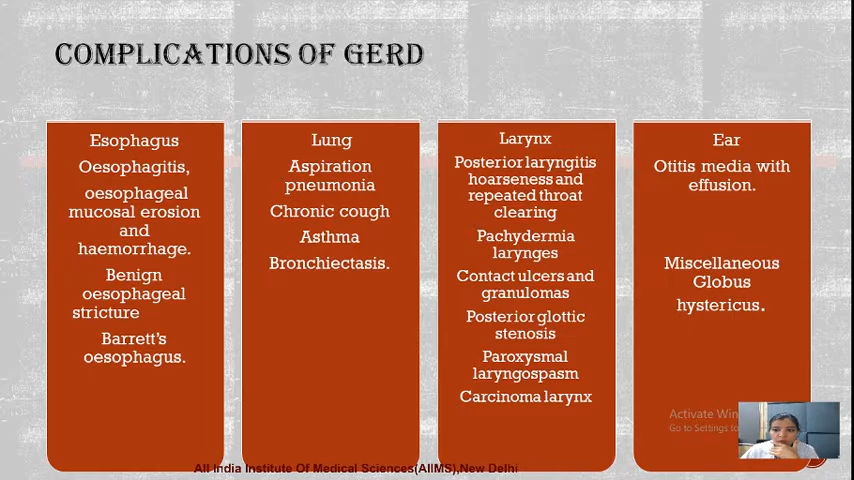 COMPLICATIONS OF GERD
Esophagus
Oesophagitis,
oesophageal
mucosal erosion
and
haemorrhage.
Benign
oesophageal
stricture
Barrett's
oesophagus.
Lung
Aspiration
pneumonia
Chronic cough
Asthma
Bronchiectasis.
Larynx
Posterior laryngitis
hoarseness and
repeated throat
clearing
Pachydermia
larynges
Contact ulcers and
granulomas
Posterior glottic
stenosis
Paroxysmal
laryngospasm
Carcinoma larynx
Ear
Otitis media with
effusion.
Miscellaneous
Globus
hystericus.
Activate Win
Go to Settings to
All India Institute Of Medical Sciences(AIIMS),New Delhi